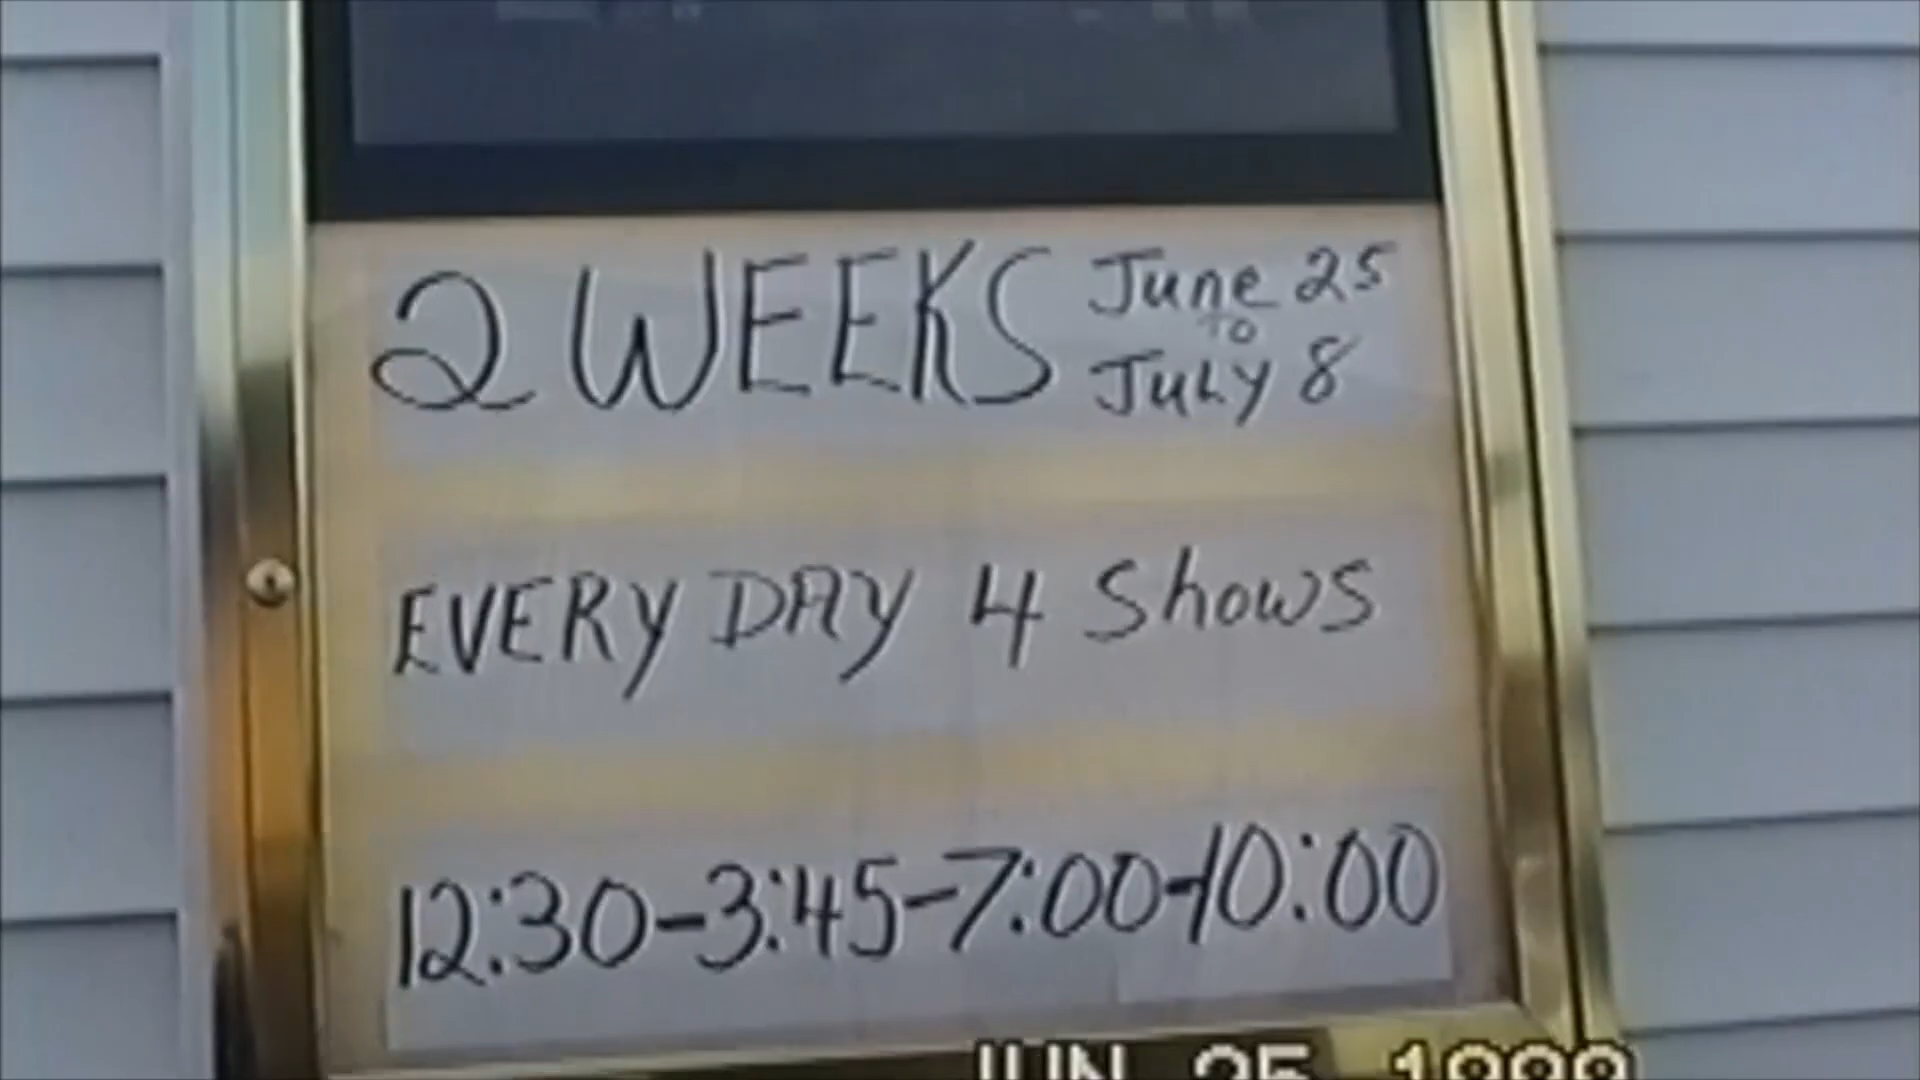 2 WEEKS June 25
TO
JULY 8
EVERY DAY 4 Shows
12:30-3:45-7:00-10:00
JUN 25